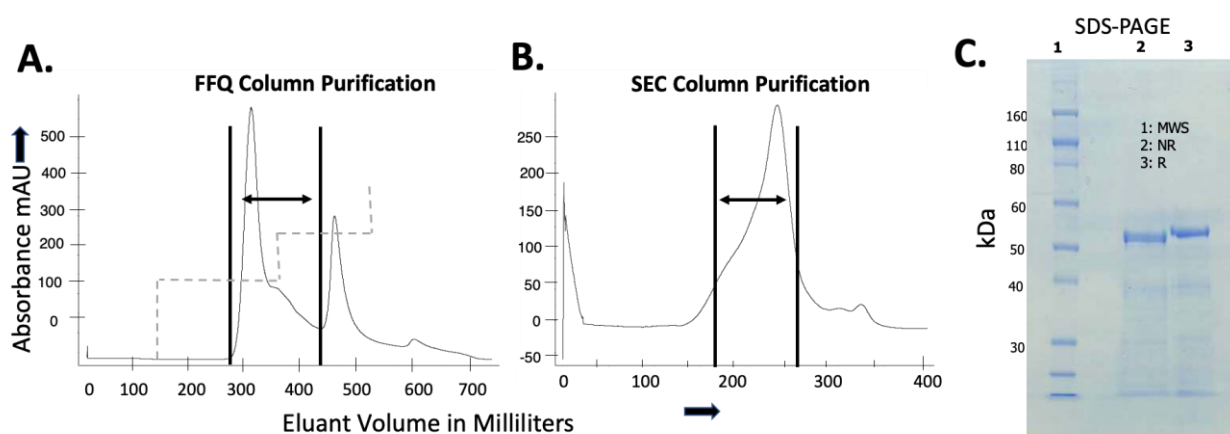 A.
FFQ Column Purification
Absorbance mAU
500
400
300
200
100
0
0 100 200 300 400 500 600 700
B.
SEC Column Purification
250
200
150
100
50
0
-50
0 200 300 400
Eluant Volume in Milliliters
C.
SDS-PAGE
1 2 3
kDa
160
110
80
60
50
40
30
1: MWS
2: NR
3: R